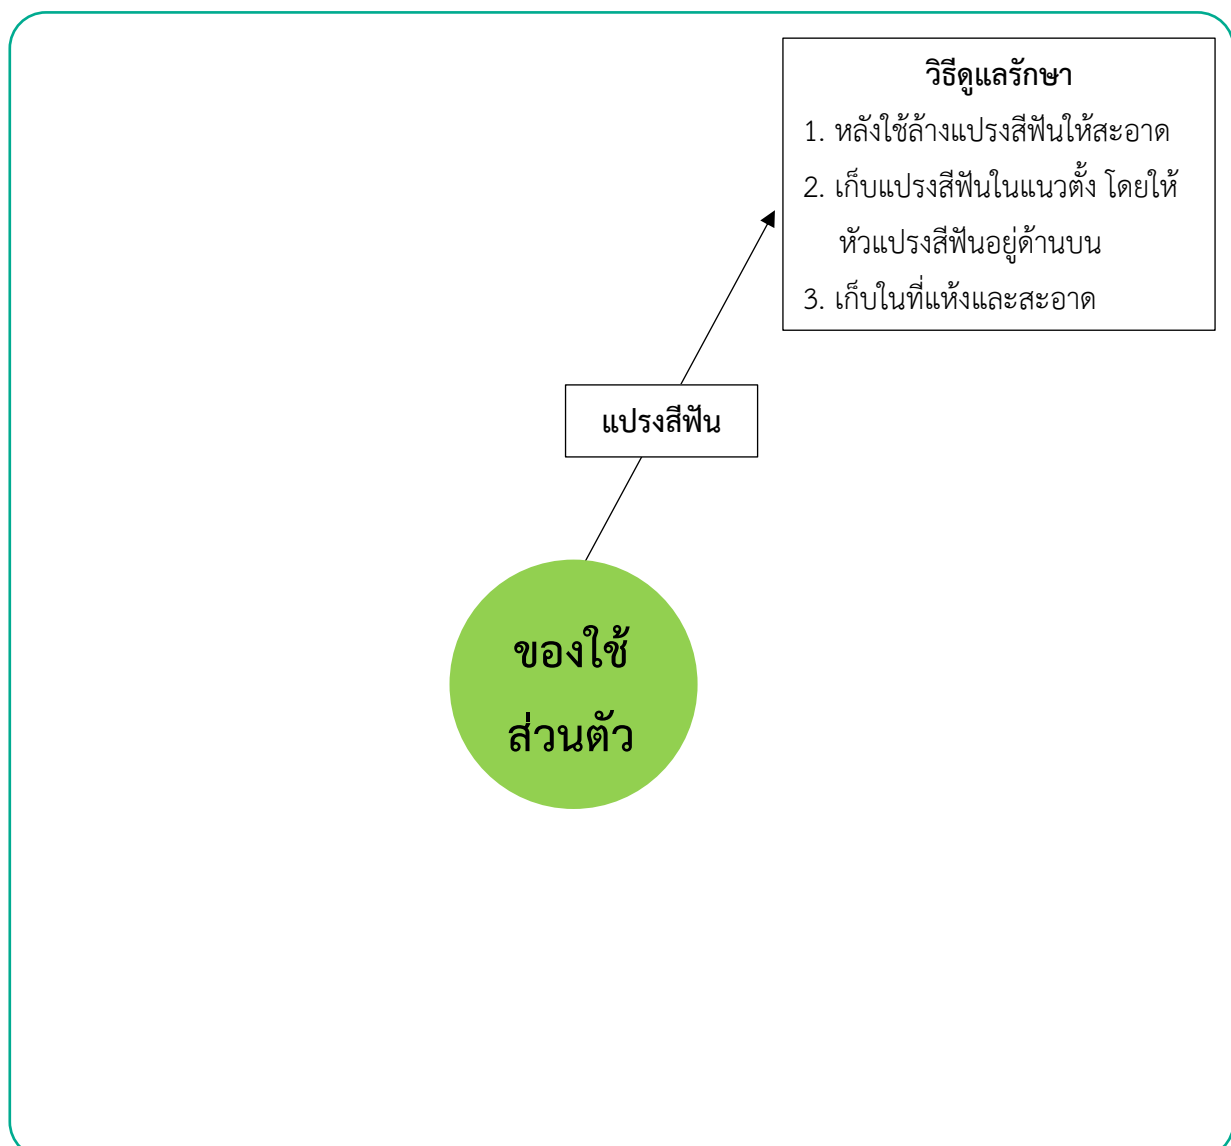 วิธีดูแลรักษา
1. หลังใช้ล้างแปรงสีฟันให้สะอาด
2. เก็บแปรงสีฟันในแนวตั้ง โดยให้
หัวแปรงสีฟันอยู่ด้านบน
3. เก็บในที่แห้งและสะอาด
แปรงสีฟัน
ของใช้
ส่วนตัว